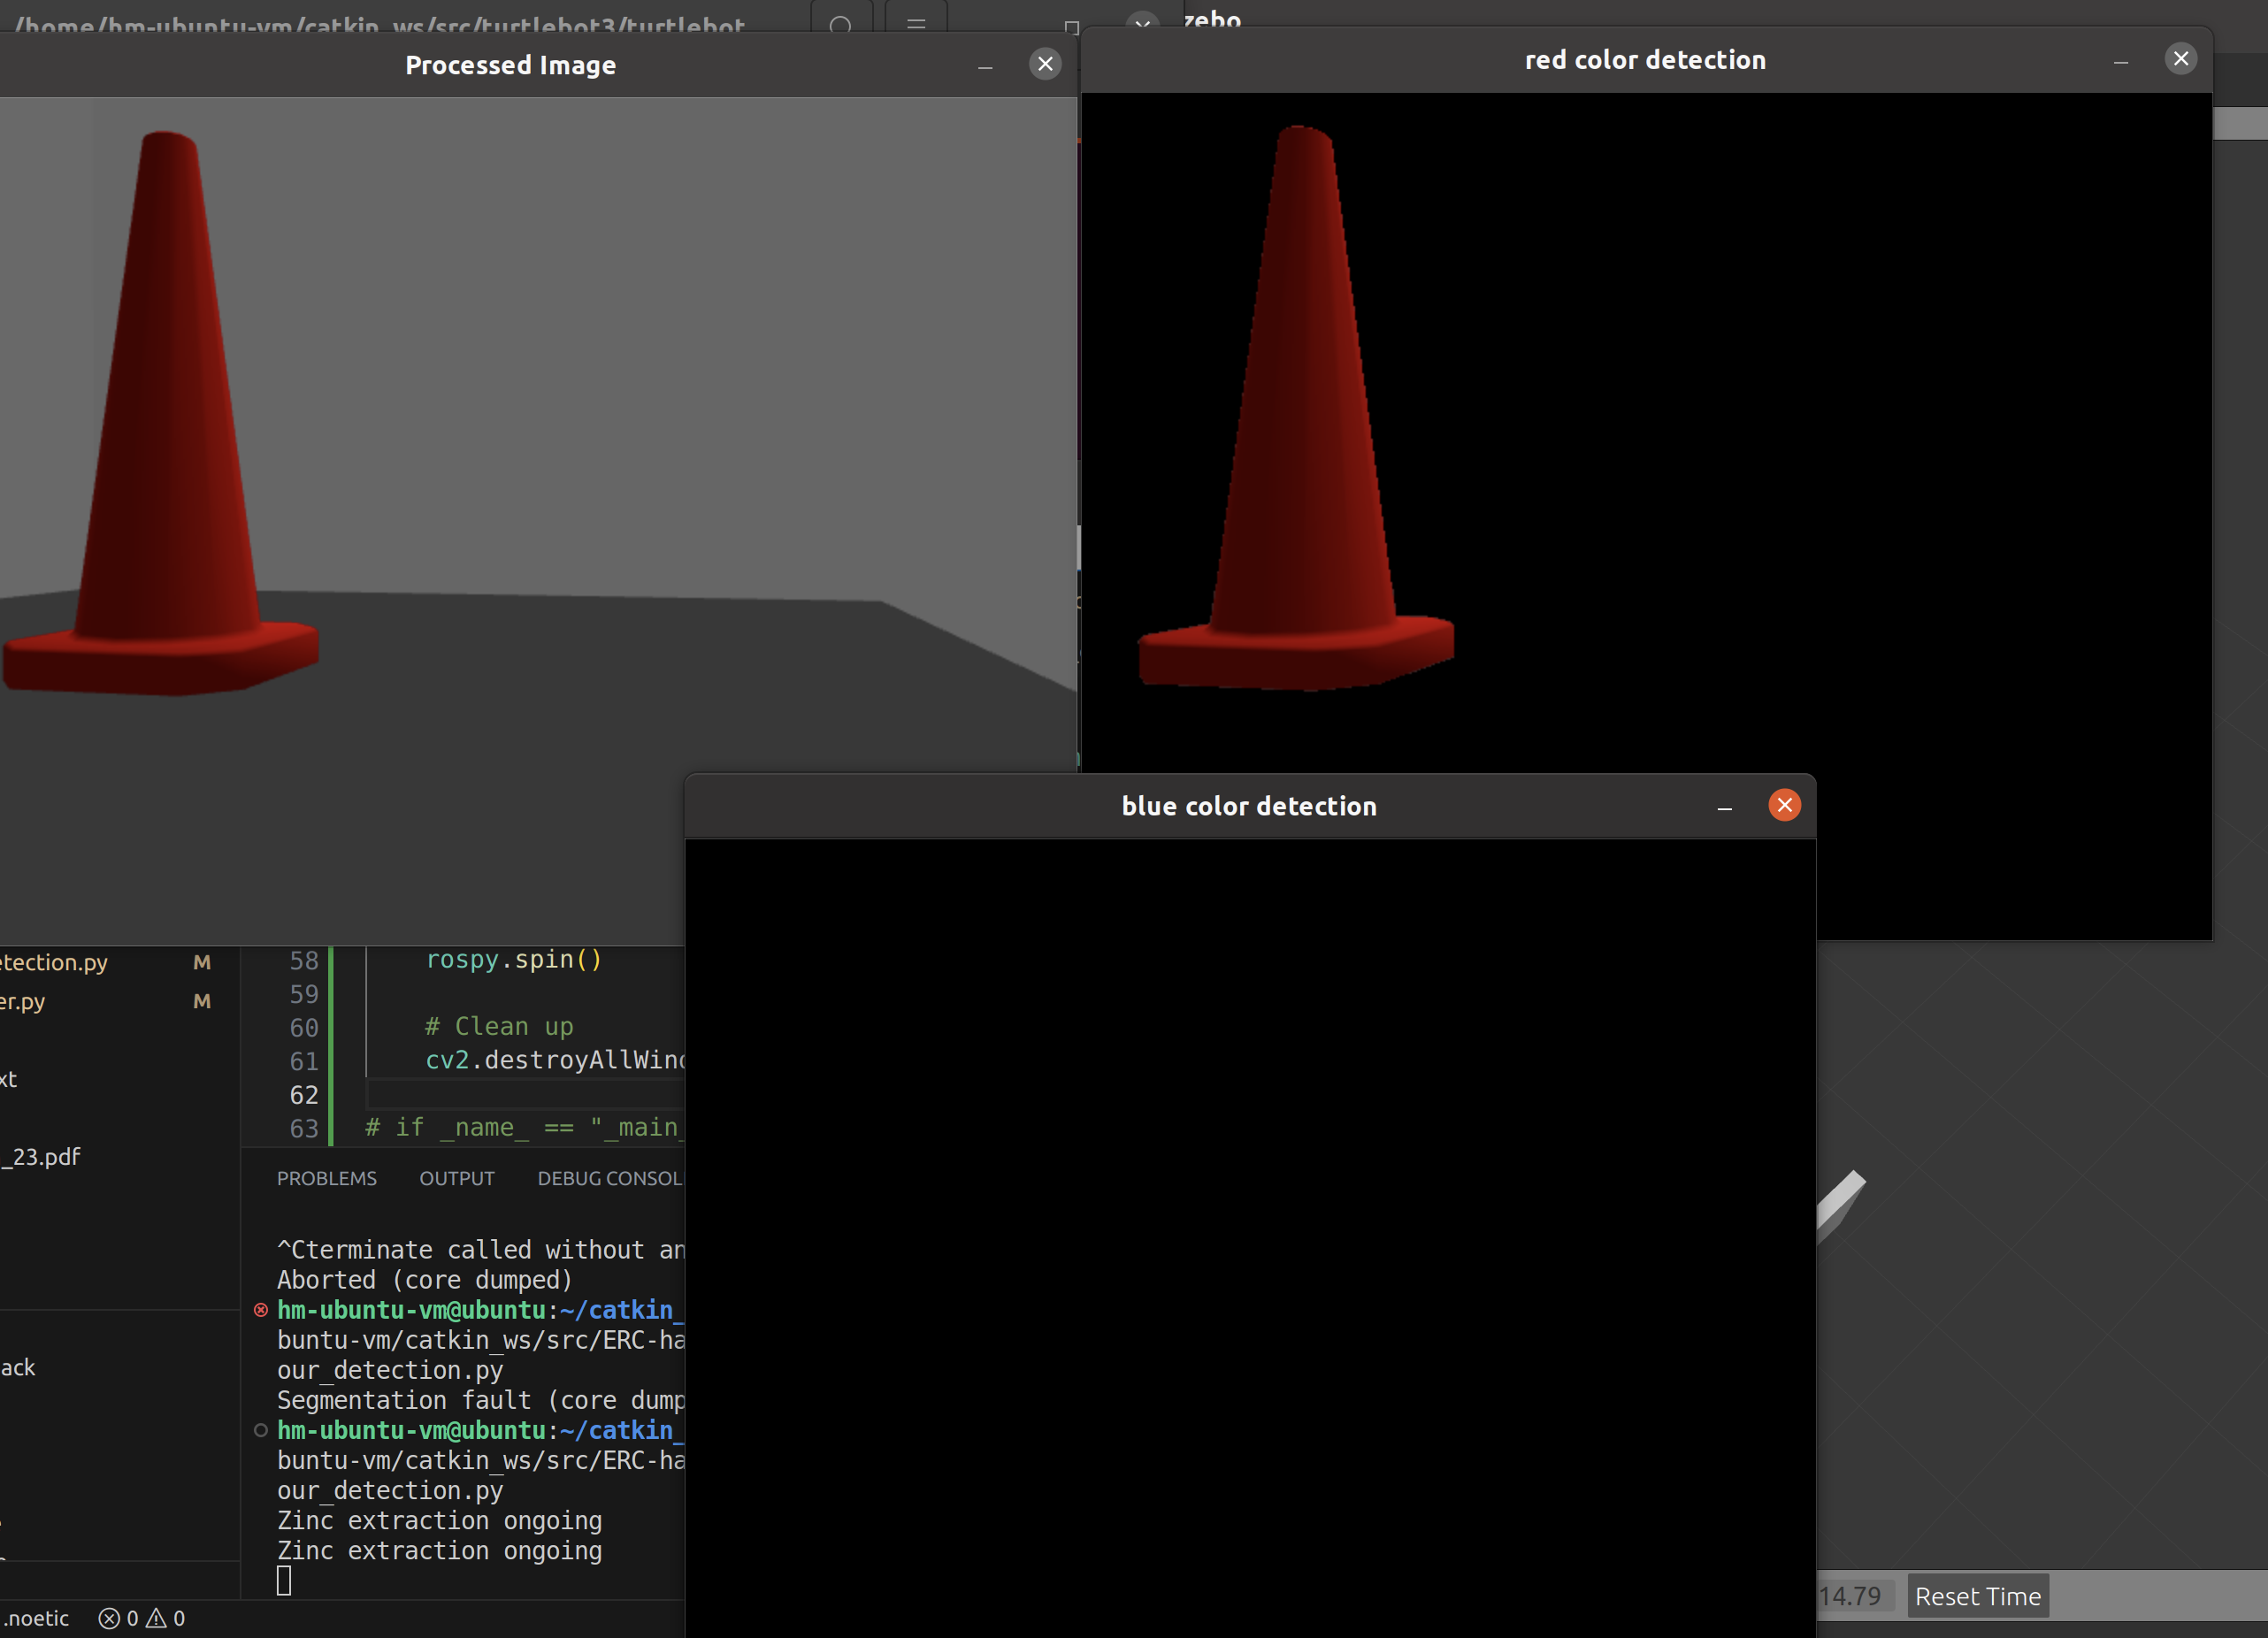 /home/hm-ubuntu-vm/catkin_ws/src/turtlebot3/turtlebot
zebo
Processed Image
red color detection
blue color detection
etection.py M
er.py M
xt
_23.pdf
ack
58 rospy.spin()
59
60 # Clean up
61 cv2.destroyAllWind
62
63 # if _name_ == "_main_
PROBLEMS OUTPUT DEBUG CONSOL
^Cterminate called without an
Aborted (core dumped)
hm-ubuntu-vm@ubuntu:~/catkin_
buntu-vm/catkin_ws/src/ERC-ha
our_detection.py
Segmentation fault (core dump
hm-ubuntu-vm@ubuntu:~/catkin_
buntu-vm/catkin_ws/src/ERC-ha
our_detection.py
Zinc extraction ongoing
Zinc extraction ongoing
.noetic 0 0
14.79 Reset Time